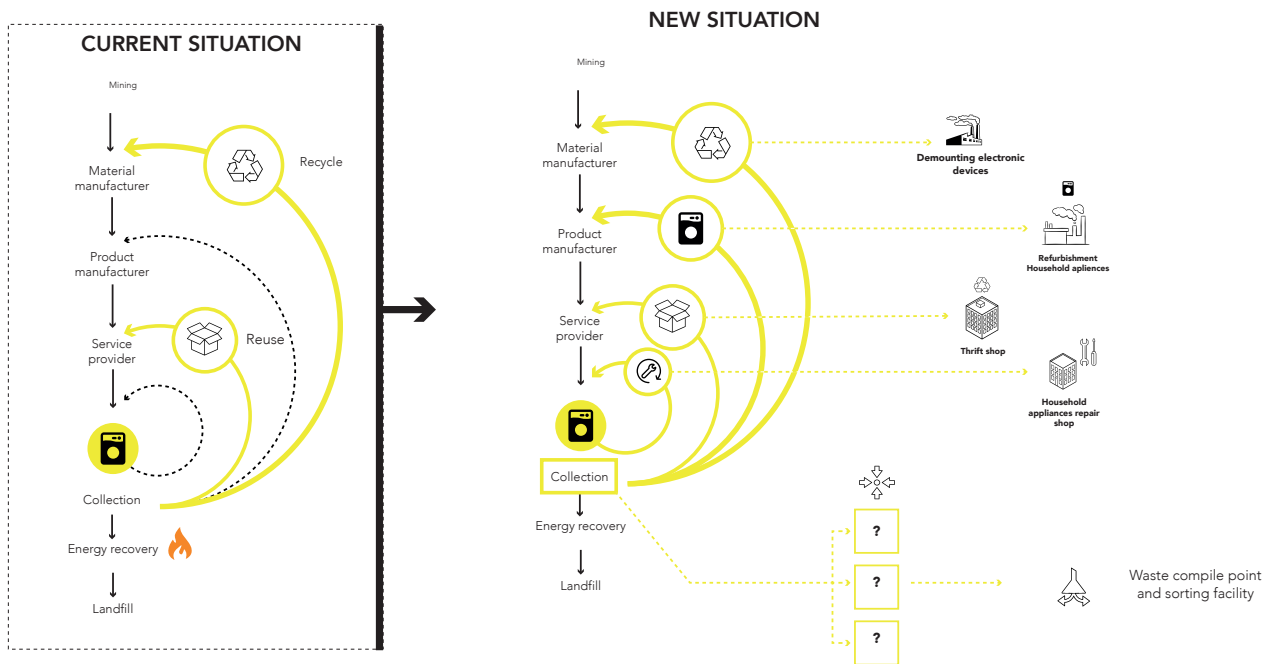 CURRENT SITUATION
Mining
Material
manufacturer
Recycle
Product
manufacturer
Service
provider
Reuse
Collection
Energy recovery
Landfill
NEW SITUATION
Mining
Material
manufacturer
Product
manufacturer
Service
provider
Collection
Energy recovery
Landfill
Demounting electronic
devices
Refurbishment
Household apliences
Thrift shop
Household
appliances repair
shop
?
?
?
Waste compile point
and sorting facility